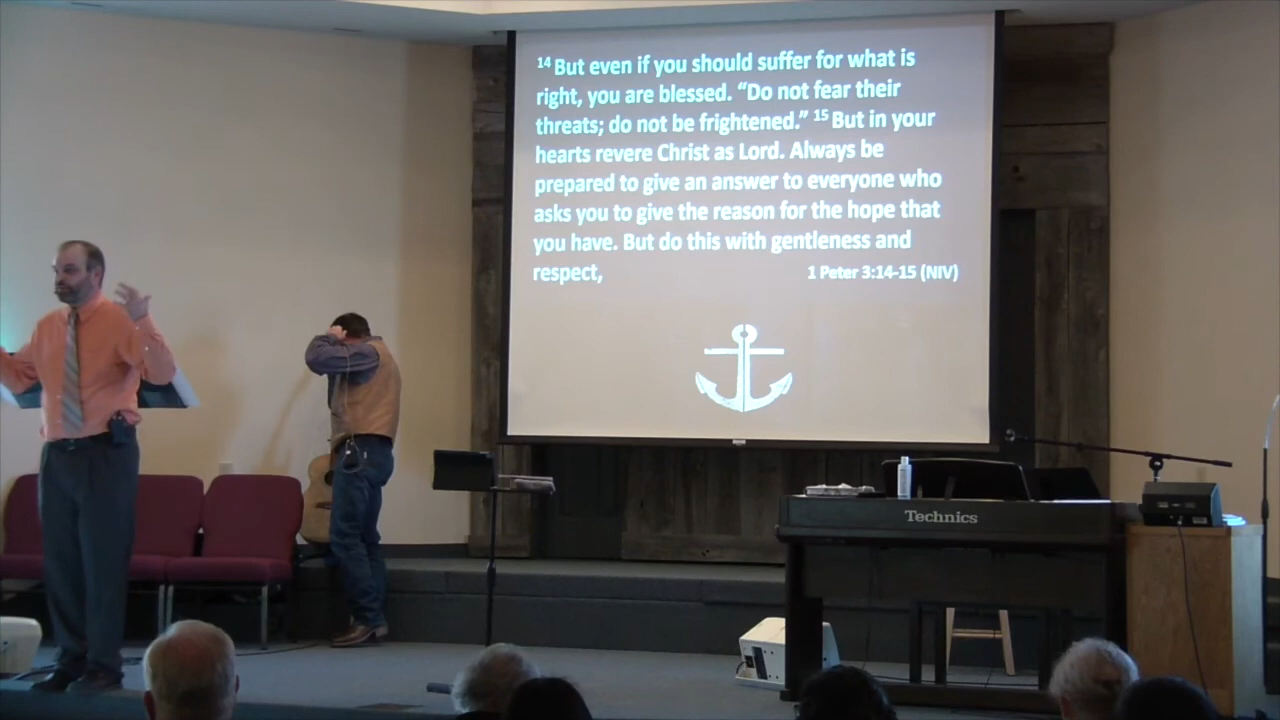 14 But even if you should suffer for what is
right, you are blessed. “Do not fear their
threats; do not be frightened.” 15 But in your
hearts revere Christ as Lord. Always be
prepared to give an answer to everyone who
asks you to give the reason for the hope that
you have. But do this with gentleness and
respect, 1 Peter 3:14-15 (NIV)
Technics